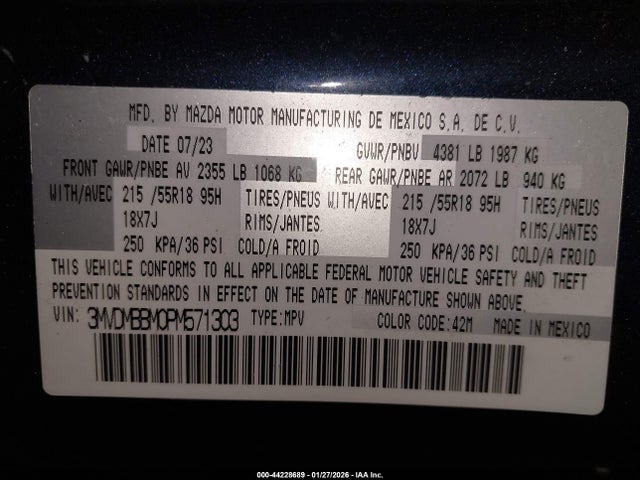 MFD. BY MAZDA MOTOR MANUFACTURING DE MEXICO S.A. DE C.V.
DATE 07/23 GVWR/PNBV 4381 LB 1987 KG
FRONT GAWR/PNBE AV 2355 LB 1068 KG REAR GAWR/PNBE AR 2072 LB 940 KG
WITH/AVEC 215 /55R18 95H TIRES/PNEUS WITH/AVEC 215 /55R18 95H TIRES/PNEUS
18X7J RIMS/JANTES 18X7J RIMS/JANTES
250 KPA/36 PSI COLD/A FROID 250 KPA/36 PSI COLD/A FROID
THIS VEHICLE CONFORMS TO ALL APPLICABLE FEDERAL MOTOR VEHICLE SAFETY AND THEFT
PREVENTION STANDARDS IN EFFECT ON THE DATE OF MANUFACTURE SHOWN ABOVE.
VIN: 3MVDMBBM0PM571303 TYPE:MPV COLOR CODE:42M MADE IN MEXICO
000-44228689 - 01/27/2026 - IAA Inc.